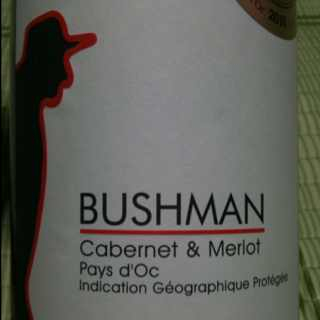 BUSHMAN
Cabernet & Merlot
Pays d'Oc
Indication Géographique Protégée